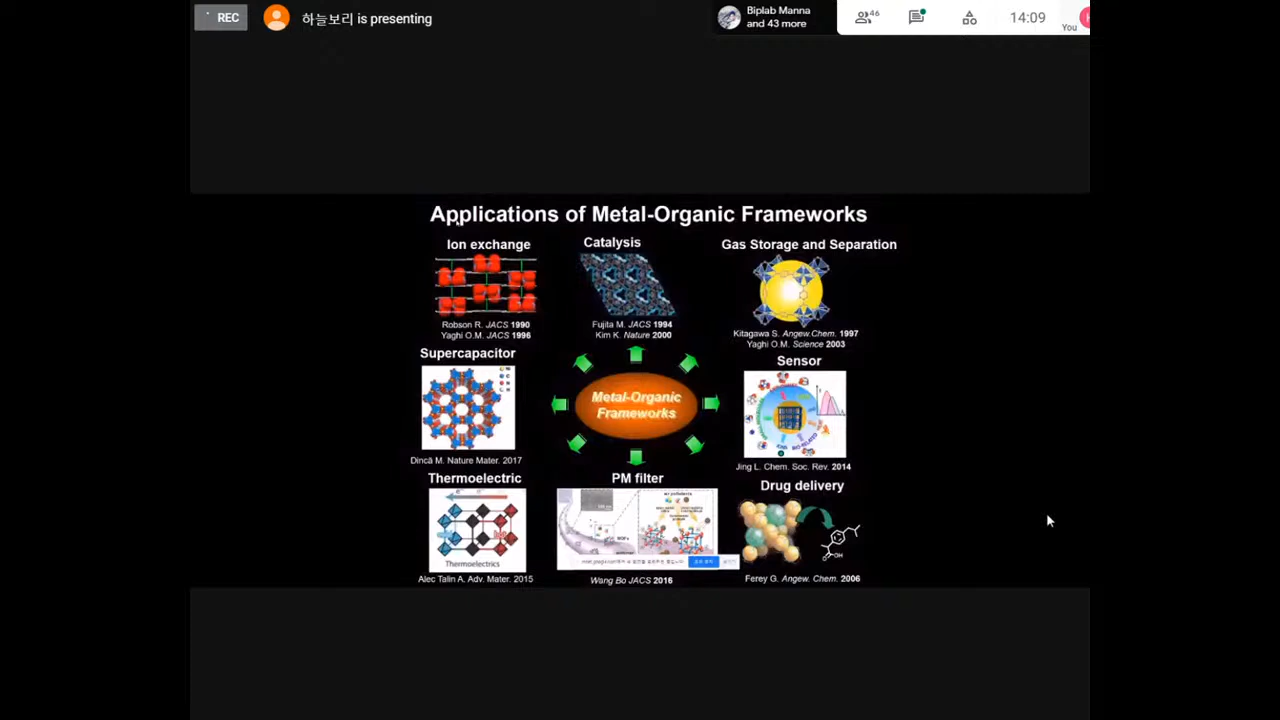 REC
하늘보리 is presenting
Biplab Manna
and 43 more
46
14:09
You
Applications of Metal-Organic Frameworks
Ion exchange
Catalysis
Gas Storage and Separation
Robson R. JACS 1990
Yaghi O.M. JACS 1996
Fujita M. JACS 1994
Kim K. Nature 2000
Kitagawa S. Angew.Chem. 1997
Yaghi O.M. Science 2003
Supercapacitor
Metal-Organic
Frameworks
Sensor
Dincă M. Nature Mater. 2017
Jing L. Chem. Soc. Rev. 2014
Thermoelectric
PM filter
Drug delivery
Thermoelectrics
OH
Alec Talin A. Adv. Mater. 2015
Wang Bo JACS 2016
Ferey G. Angew. Chem. 2006